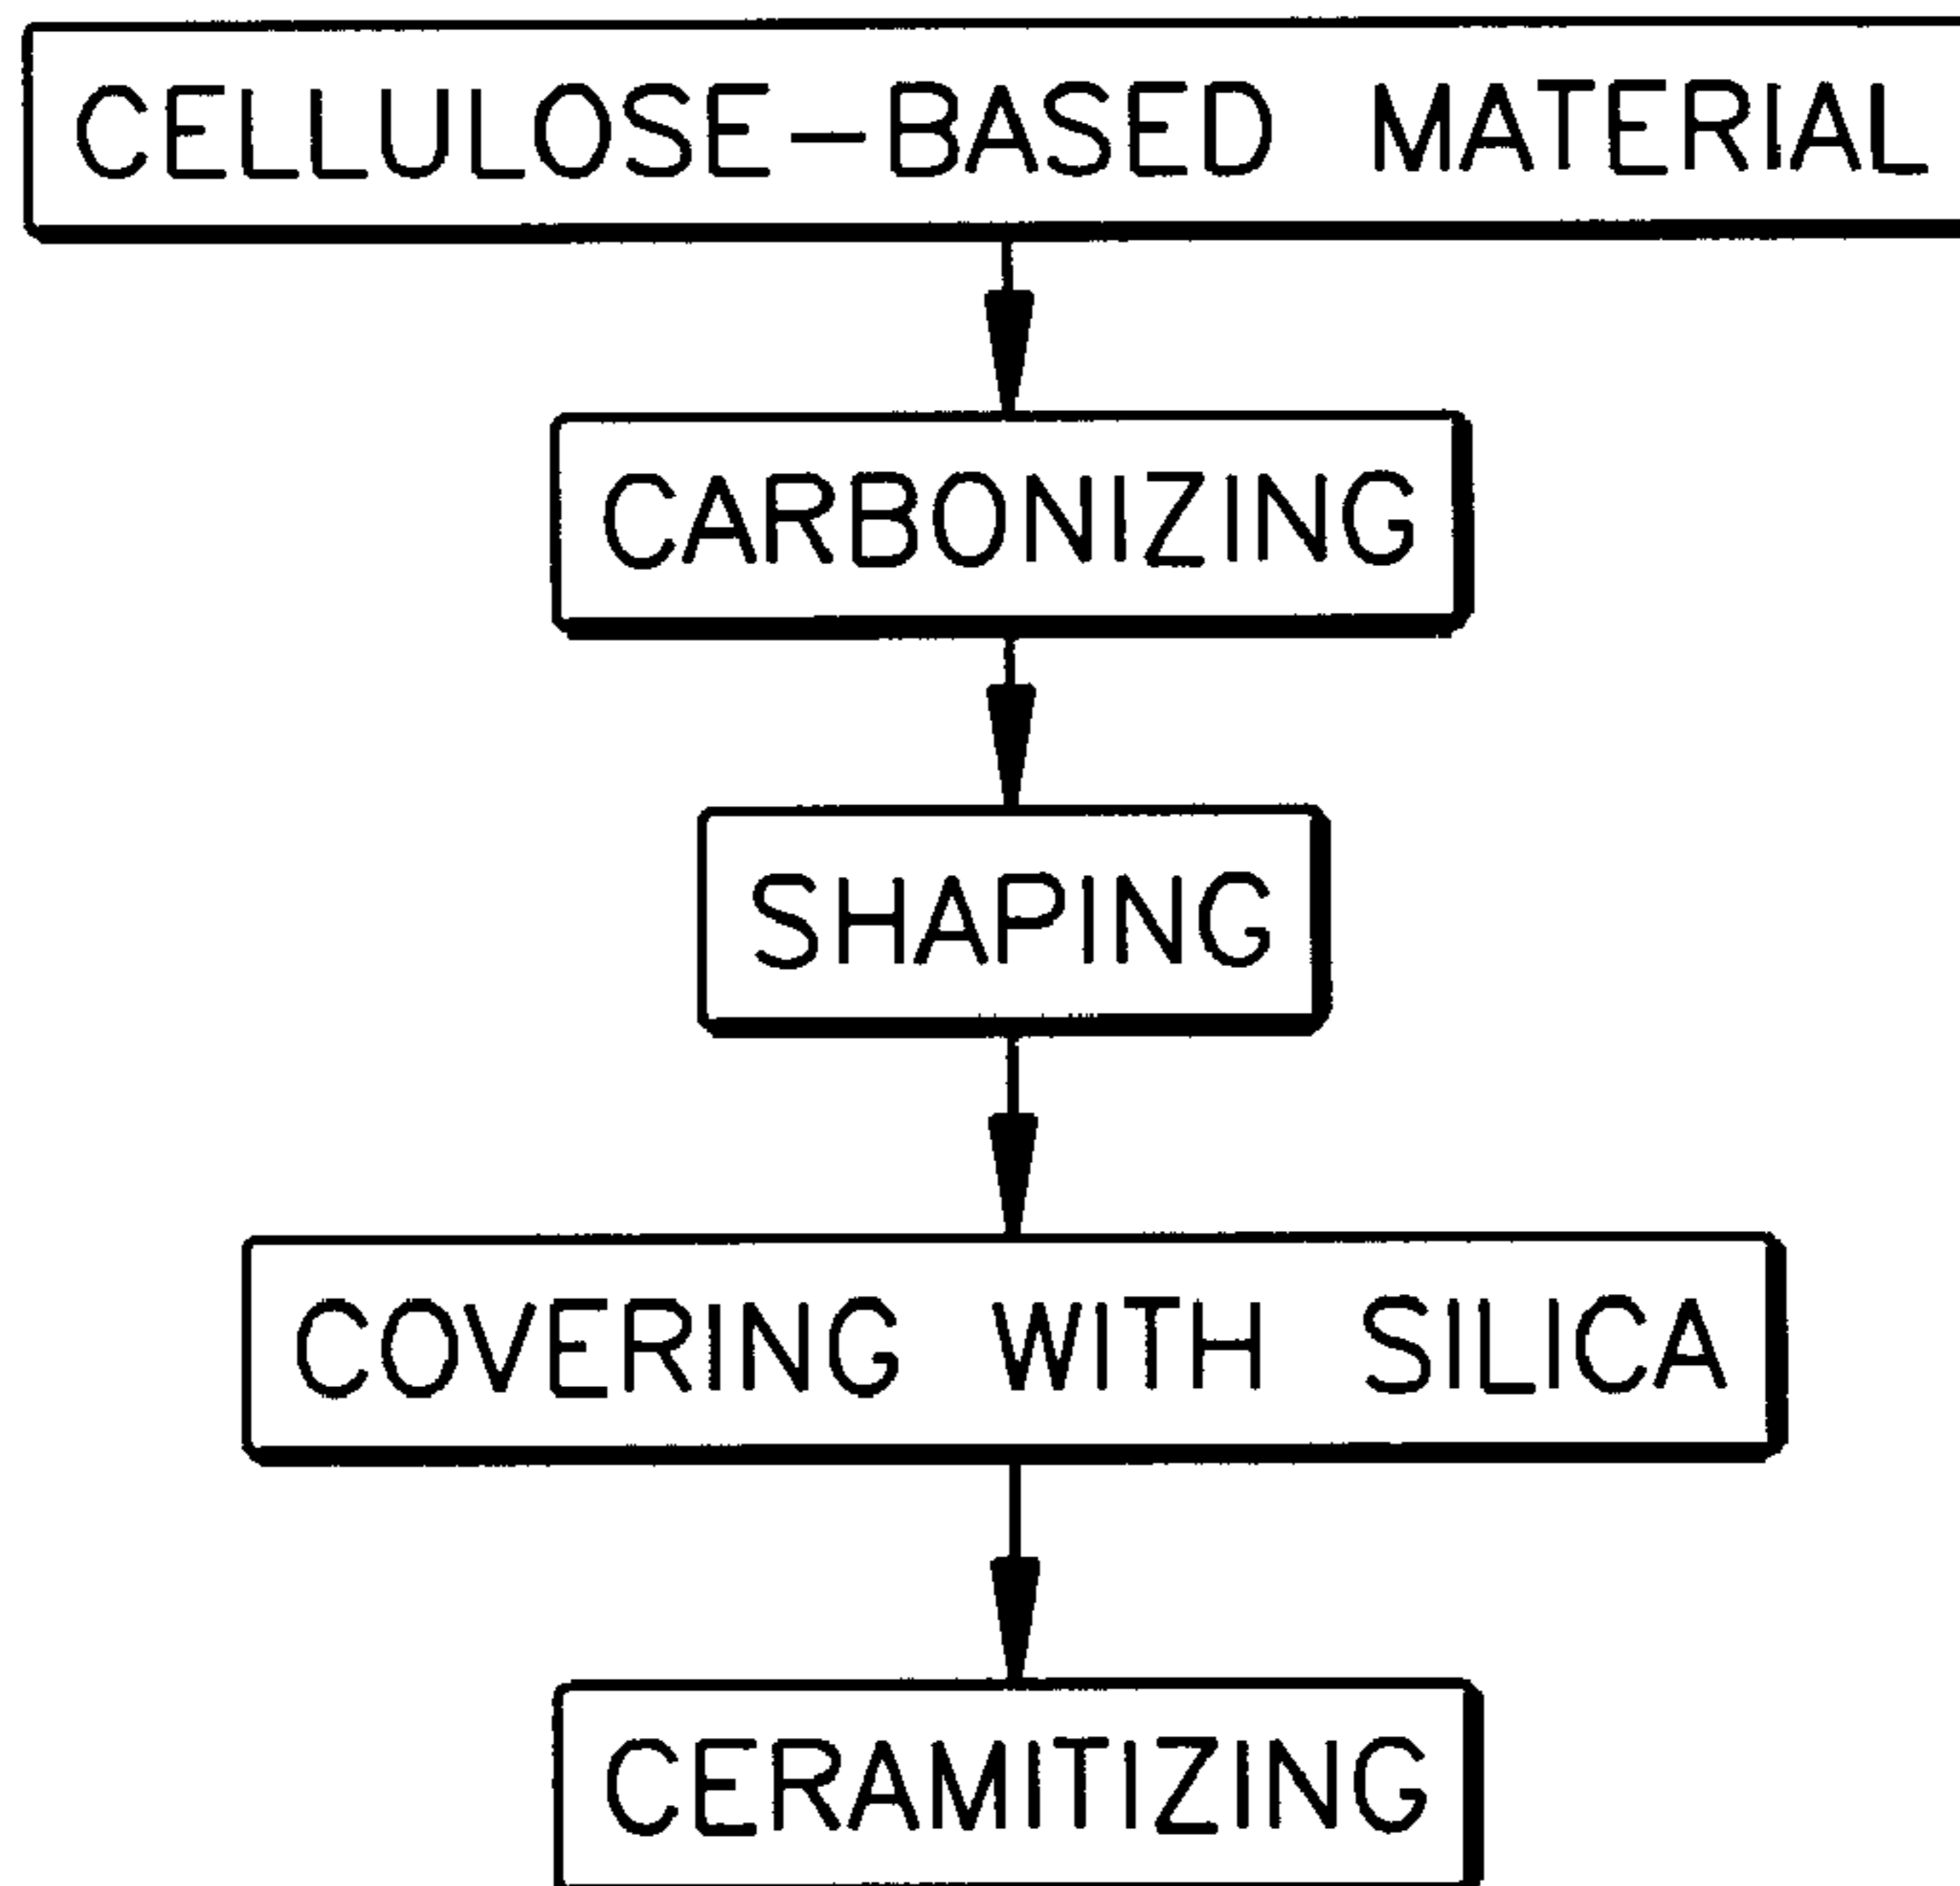 CELLULOSE-BASED MATERIAL
CARBONIZING
SHAPING
COVERING WITH SILICA
CERAMITIZING